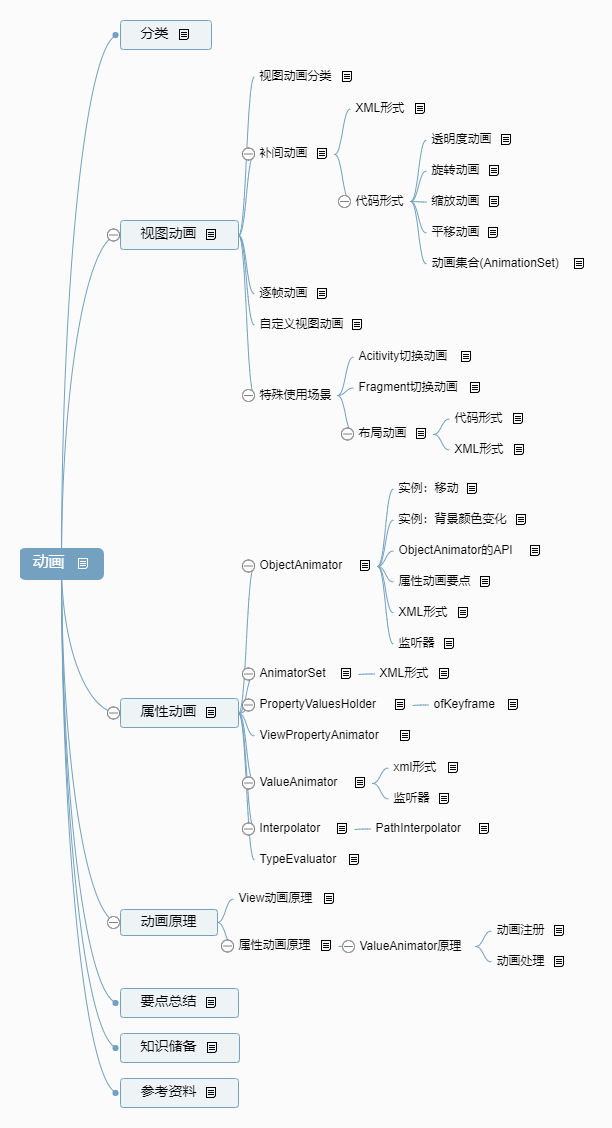 分类
视图动画分类
XML形式
透明度动画
补间动画
旋转动画
代码形式
缩放动画
平移动画
视图动画
动画集合(AnimationSet)
逐帧动画
自定义视图动画
Acitivity切换动画
Fragment切换动画
特殊使用场景
代码形式
布局动画
XML形式
实例：移动
实例：背景颜色变化
动画
ObjectAnimator
ObjectAnimator的API
属性动画要点
XML形式
监听器
AnimatorSet
XML形式
属性动画
PropertyValuesHolder
ofKeyframe
ViewPropertyAnimator
xml形式
ValueAnimator
监听器
Interpolator
PathInterpolator
TypeEvaluator
View动画原理
动画原理
动画注册
属性动画原理
ValueAnimator原理
动画处理
要点总结
知识储备
参考资料